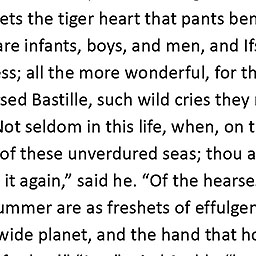 ets the tiger heart that pants ben
are infants, boys, and men, and Ifs
ess; all the more wonderful, for th
sed Bastille, such wild cries they
Not seldom in this life, when, on t
of these unverdured seas; thou a
it again,” said he. “Of the hearse
ummer are as freshets of effulgen
wide planet, and the hand that ho